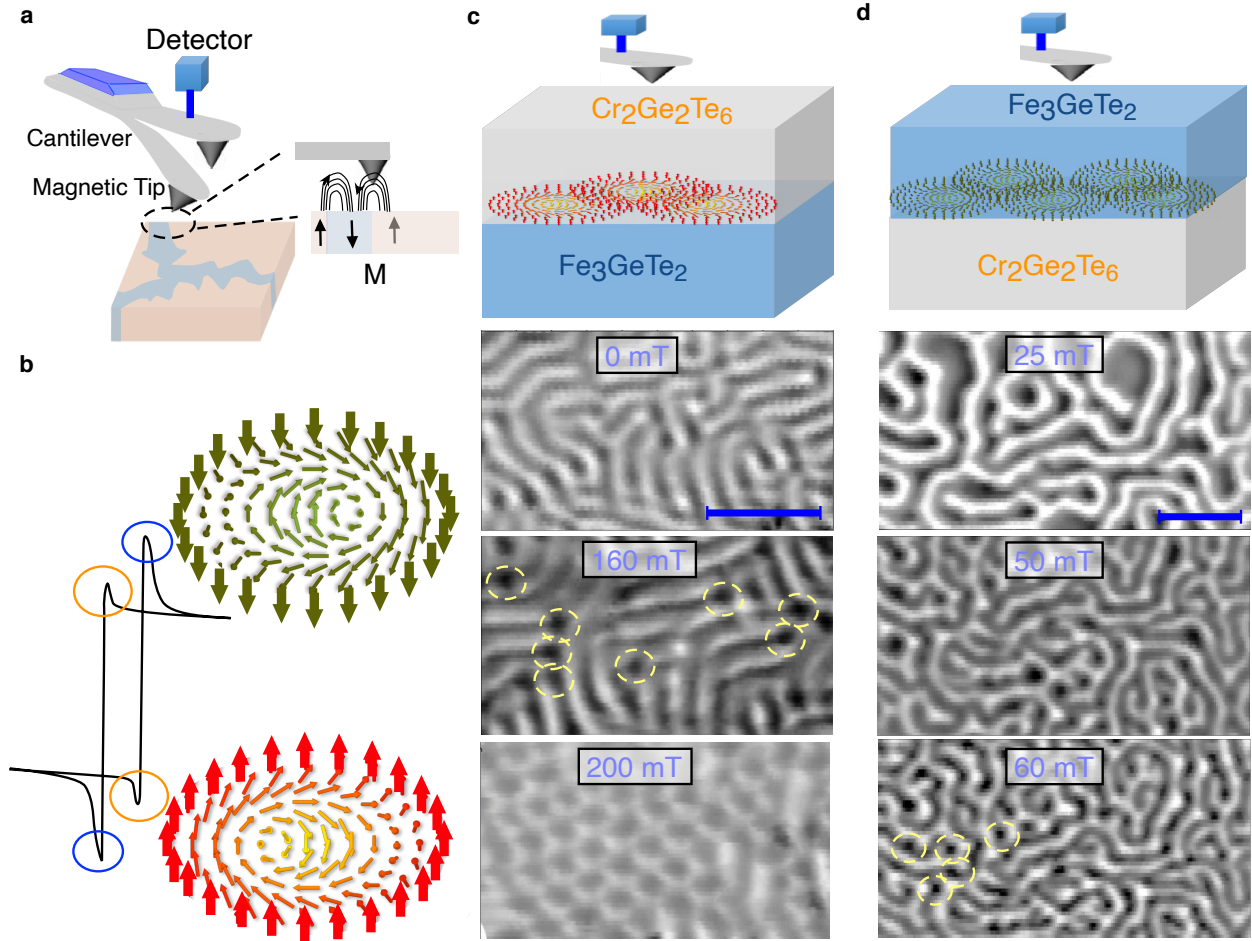 a
Detector
Cantilever
Magnetic Tip
M
b
c
Cr2Ge2Te6
Fe3GeTe2
0 mT
160 mT
200 mT
d
Fe3GeTe2
Cr2Ge2Te6
25 mT
50 mT
60 mT